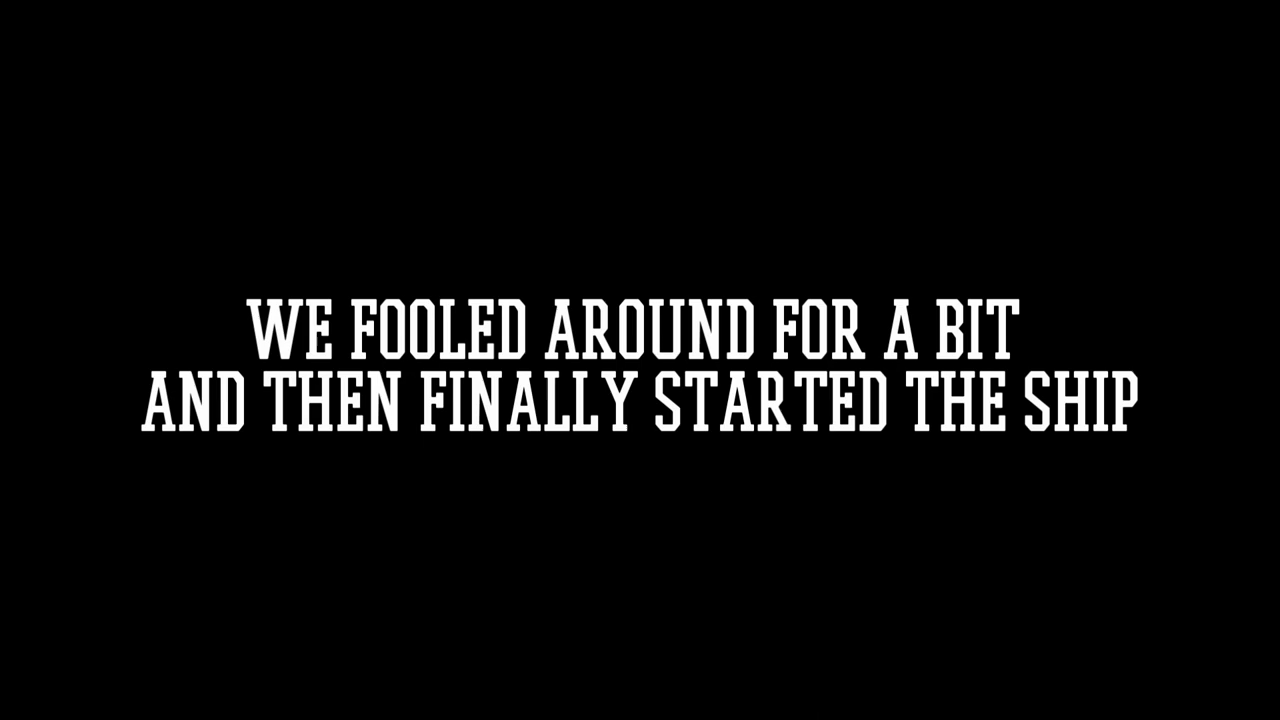 WE FOOLED AROUND FOR A BIT
AND THEN FINALLY STARTED THE SHIP